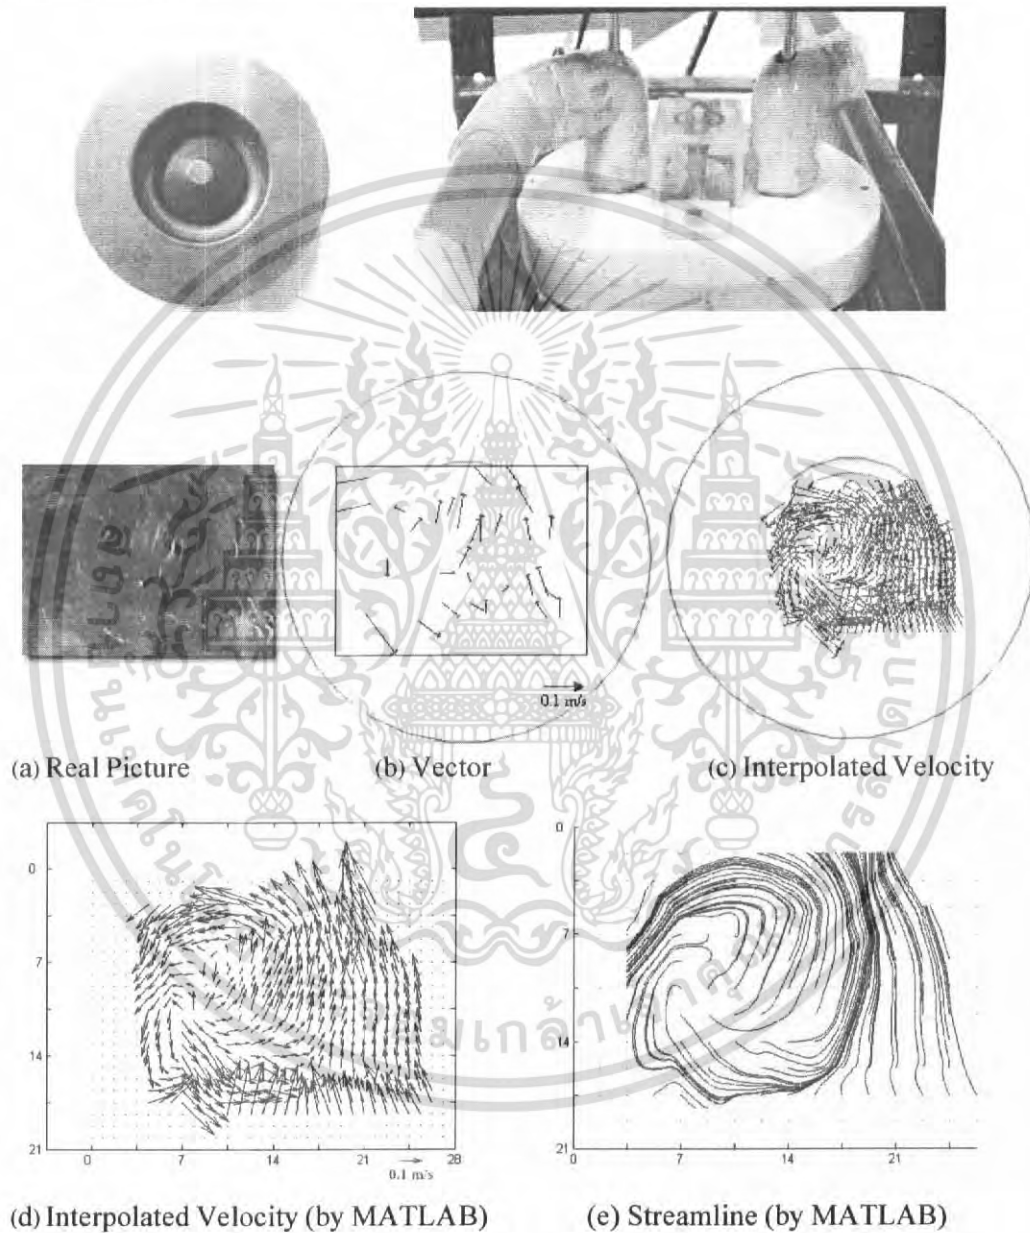 0.1 m/s
(a) Real Picture
(b) Vector
(c) Interpolated Velocity
0
7
14
21
0
7
14
21
28
0.1 m/s
0
7
14
21
0
7
14
(d) Interpolated Velocity (by MATLAB)
(e) Streamline (by MATLAB)